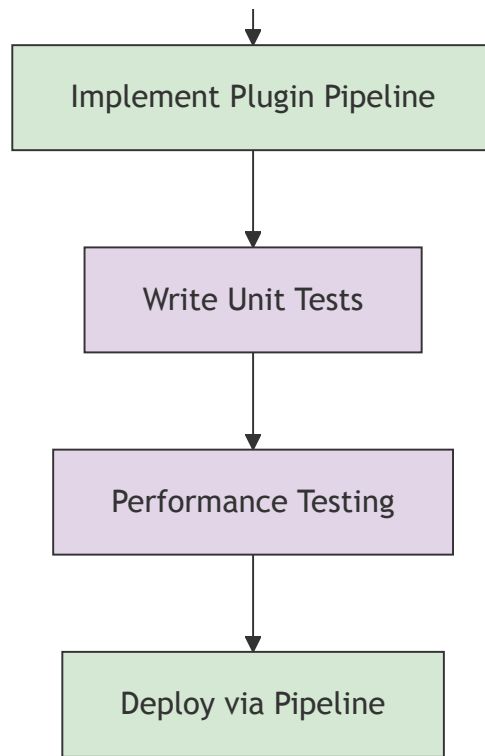 Implement Plugin Pipeline
Write Unit Tests
Performance Testing
Deploy via Pipeline